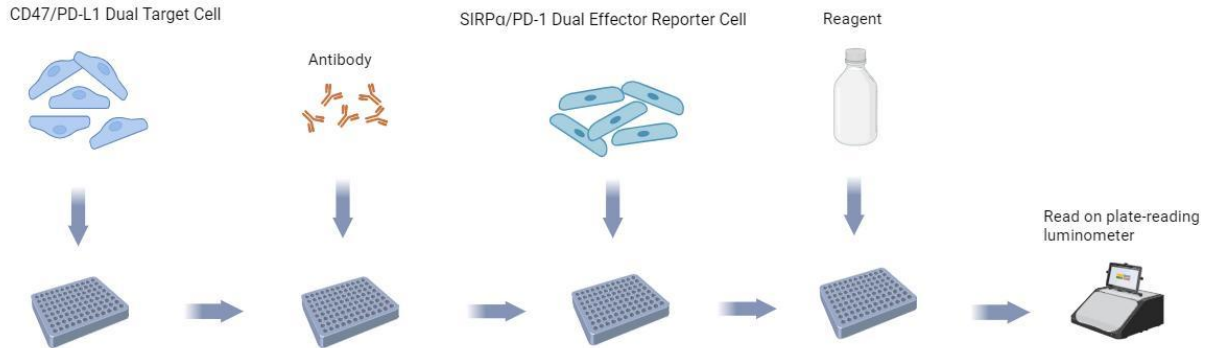 CD47/PD-L1 Dual Target Cell
Antibody
SIRPα/PD-1 Dual Effector Reporter Cell
Reagent
Read on plate-reading
luminometer